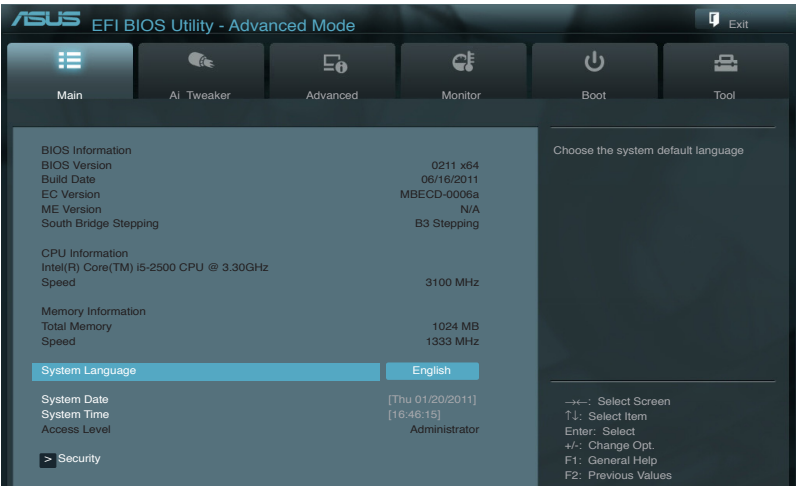 ASUS EFI BIOS Utility - Advanced Mode
Exit
Main Ai Tweaker Advanced Monitor Boot Tool
BIOS Information
BIOS Version 0211 x64
Build Date 06/16/2011
EC Version MBECD-0006a
ME Version N/A
South Bridge Stepping B3 Stepping
CPU Information
Intel(R) Core(TM) i5-2500 CPU @ 3.30GHz
Speed 3100 MHz
Memory Information
Total Memory 1024 MB
Speed 1333 MHz
System Language English
System Date [Thu 01/20/2011]
System Time [16:46:15]
Access Level Administrator
> Security
Choose the system default language
→←: Select Screen
↑↓: Select Item
Enter: Select
+/-: Change Opt.
F1: General Help
F2: Previous Values